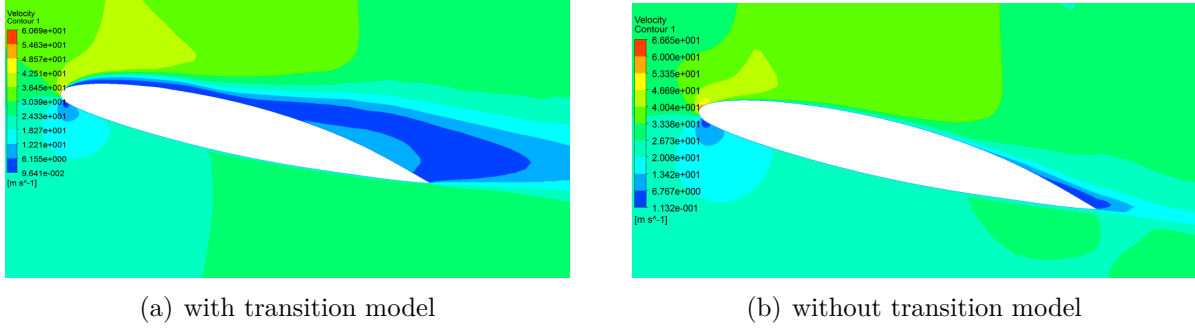 Velocity
Contour 1
6.069e+001
5.463e+001
4.857e+001
4.251e+001
3.645e+001
3.039e+001
2.433e+001
1.827e+001
1.221e+001
6.155e+000
9.641e-002
[m s^-1]
(a) with transition model
Velocity
Contour 1
6.665e+001
6.000e+001
5.335e+001
4.669e+001
4.004e+001
3.338e+001
2.673e+001
2.008e+001
1.342e+001
6.767e+000
1.132e-001
[m s^-1]
(b) without transition model